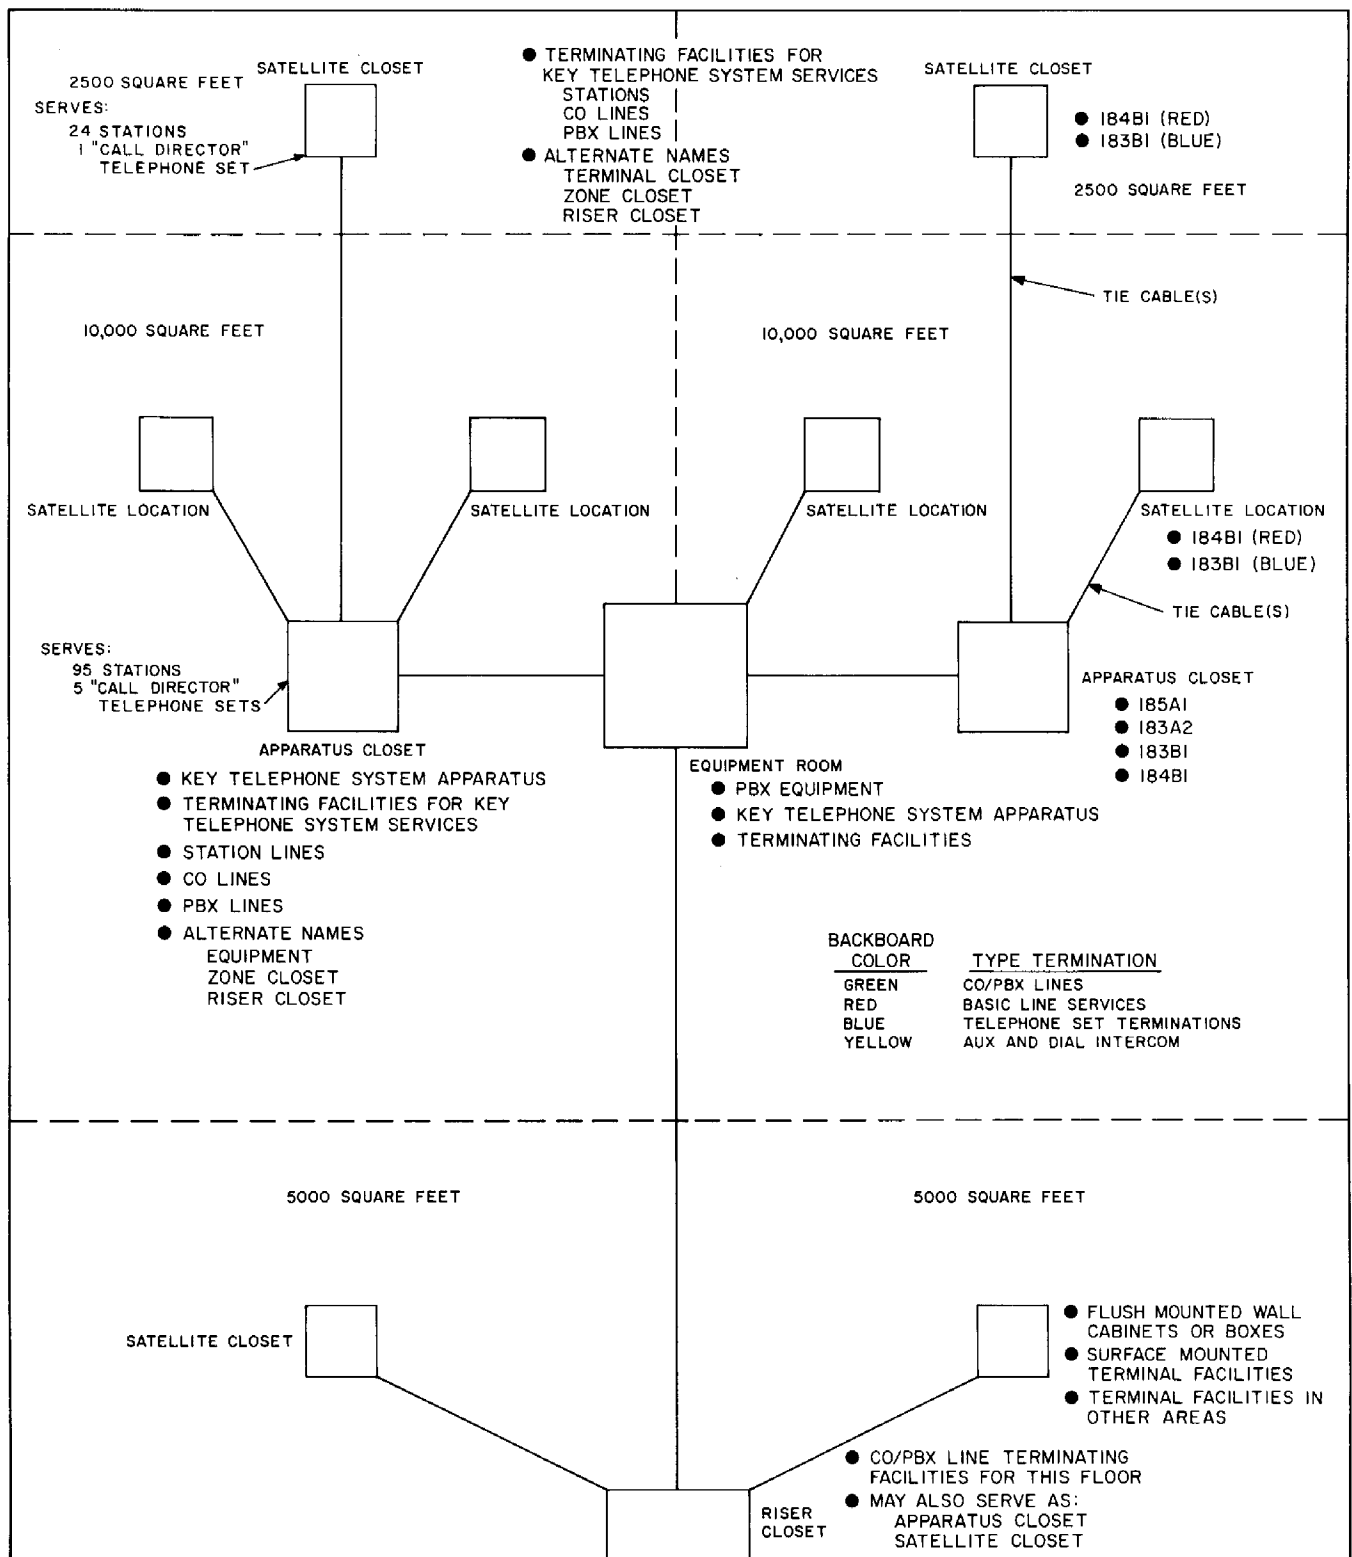 SATELLITE CLOSET
2500 SQUARE FEET
SERVES:
24 STATIONS
1 "CALL DIRECTOR"
TELEPHONE SET
● TERMINATING FACILITIES FOR
KEY TELEPHONE SYSTEM SERVICES
STATIONS
CO LINES
PBX LINES
● ALTERNATE NAMES
TERMINAL CLOSET
ZONE CLOSET
RISER CLOSET
SATELLITE CLOSET
● 184B1 (RED)
● 183B1 (BLUE)
2500 SQUARE FEET
TIE CABLE(S)
10,000 SQUARE FEET
10,000 SQUARE FEET
SATELLITE LOCATION
SATELLITE LOCATION
SATELLITE LOCATION
SATELLITE LOCATION
● 184B1 (RED)
● 183B1 (BLUE)
TIE CABLE(S)
SERVES:
95 STATIONS
5 "CALL DIRECTOR"
TELEPHONE SETS
APPARATUS CLOSET
● KEY TELEPHONE SYSTEM APPARATUS
● TERMINATING FACILITIES FOR KEY
TELEPHONE SYSTEM SERVICES
● STATION LINES
● CO LINES
● PBX LINES
● ALTERNATE NAMES
EQUIPMENT
ZONE CLOSET
RISER CLOSET
EQUIPMENT ROOM
● PBX EQUIPMENT
● KEY TELEPHONE SYSTEM APPARATUS
● TERMINATING FACILITIES
APPARATUS CLOSET
● 185A1
● 183A2
● 183B1
● 184B1
BACKBOARD
COLOR TYPE TERMINATION
GREEN CO/PBX LINES
RED BASIC LINE SERVICES
BLUE TELEPHONE SET TERMINATIONS
YELLOW AUX AND DIAL INTERCOM
5000 SQUARE FEET
5000 SQUARE FEET
SATELLITE CLOSET
● FLUSH MOUNTED WALL
CABINETS OR BOXES
● SURFACE MOUNTED
TERMINAL FACILITIES
● TERMINAL FACILITIES IN
OTHER AREAS
RISER
CLOSET
● CO/PBX LINE TERMINATING
FACILITIES FOR THIS FLOOR
● MAY ALSO SERVE AS:
APPARATUS CLOSET
SATELLITE CLOSET